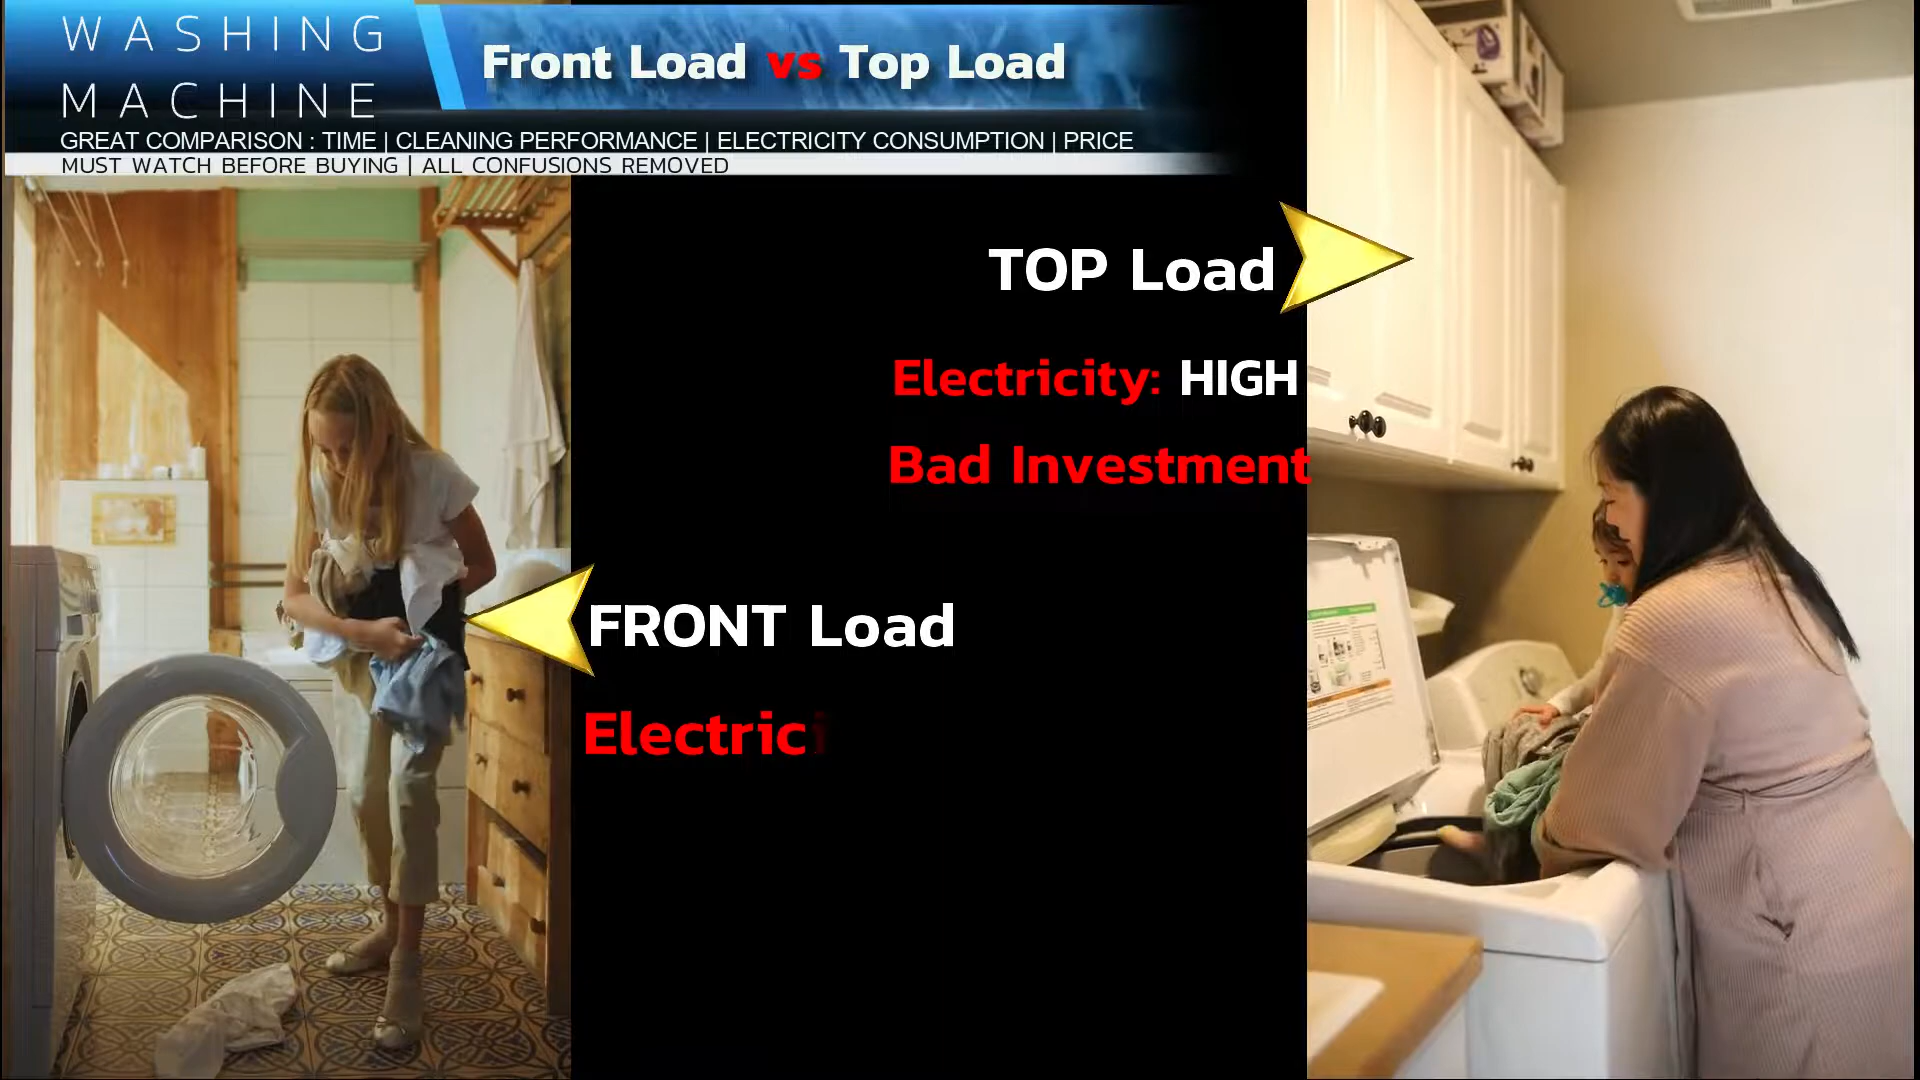 WASHING
MACHINE
Front Load vs Top Load
GREAT COMPARISON : TIME | CLEANING PERFORMANCE | ELECTRICITY CONSUMPTION | PRICE
MUST WATCH BEFORE BUYING | ALL CONFUSIONS REMOVED
TOP Load
Electricity: HIGH
Bad Investment
FRONT Load
Electrici